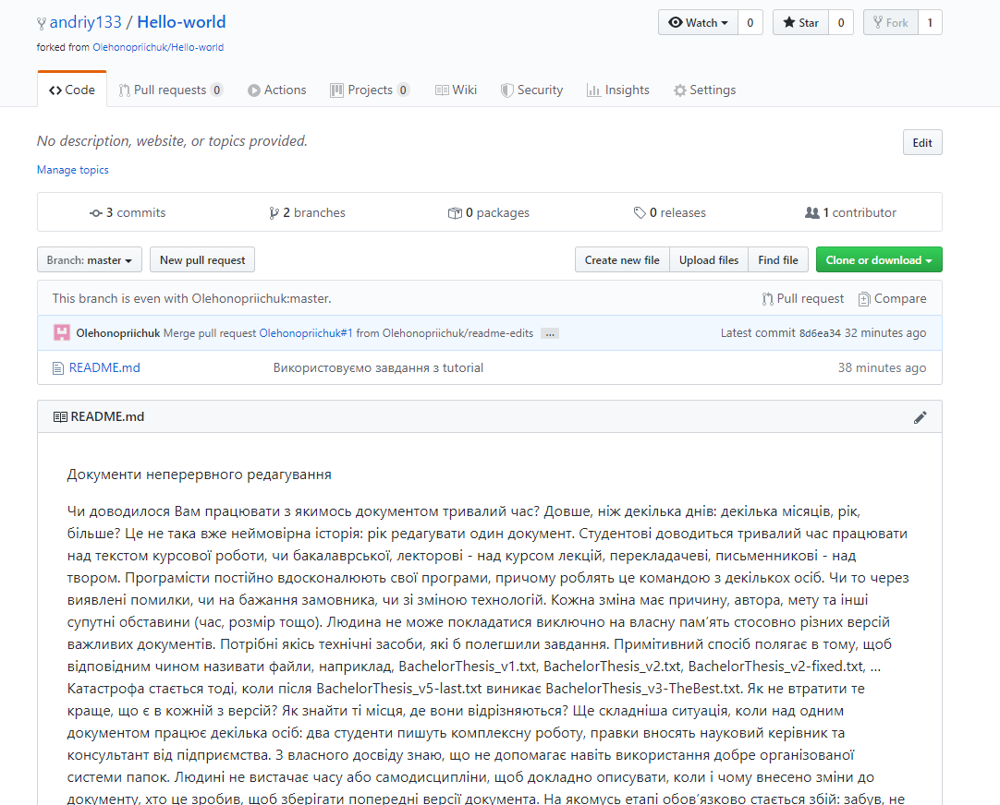 andriy133 / Hello-world
Watch 0 Star 0 Fork 1
forked from Olehonopriichuk/Hello-world
Code Pull requests 0 Actions Projects 0 Wiki Security Insights Settings
No description, website, or topics provided.
Edit
Manage topics
3 commits 2 branches 0 packages 0 releases 1 contributor
Branch: master New pull request Create new file Upload files Find file Clone or download
This branch is even with Olehonopriichuk:master. Pull request Compare
Olehonopriichuk Merge pull request Olehonopriichuk#1 from Olehonopriichuk/readme-edits ... Latest commit 8d6ea34 32 minutes ago
README.md Використовуємо завдання з tutorial 38 minutes ago
README.md
Документи неперервного редагування
Чи доводилося Вам працювати з якимось документом тривалий час? Довше, ніж декілька днів: декілька місяців, рік,
більше? Це не така вже неймовірна історія: рік редагувати один документ. Студентові доводиться тривалий час працювати
над текстом курсової роботи, чи бакалаврської, лекторові - над курсом лекцій, перекладачеві, письменникові - над
твором. Програмісти постійно вдосконалюють свої програми, причому роблять це командою з декількох осіб. Чи то через
виявлені помилки, чи на бажання замовника, чи зі зміною технологій. Кожна зміна має причину, автора, мету та інші
супутні обставини (час, розмір тощо). Людина не може покладатися виключно на власну пам’ять стосовно різних версій
важливих документів. Потрібні якісь технічні засоби, які б полегшили завдання. Примітивний спосіб полягає в тому, щоб
відповідним чином називати файли, наприклад, BachelorThesis_v1.txt, BachelorThesis_v2.txt, BachelorThesis_v2-fixed.txt, ...
Катастрофа стається тоді, коли після BachelorThesis_v5-last.txt виникає BachelorThesis_v3-TheBest.txt. Як не втратити те
краще, що є в кожній з версій? Як знайти ті місця, де вони відрізняються? Ще складніша ситуація, коли над одним
документом працює декілька осіб: два студенти пишуть комплексну роботу, правки вносять науковий керівник та
консультант від підприємства. З власного досвіду знаю, що не допомагає навіть використання добре організованої
системи папок. Людині не вистачає часу або самодисципліни, щоб докладно описувати, коли і чому внесено зміни до
документу, хто це зробив, щоб зберігати попередні версії документа. На якомусь етапі обов’язково стається збій: забув, не